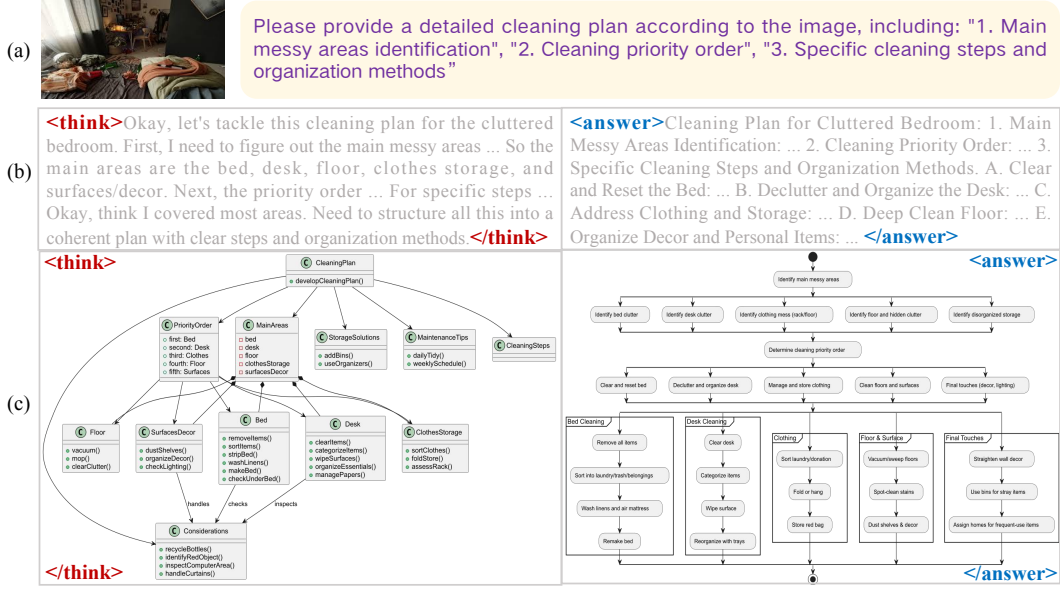 (a)
Please provide a detailed cleaning plan according to the image, including: "1. Main
messy areas identification", "2. Cleaning priority order", "3. Specific cleaning steps and
organization methods”
(b)
<think>Okay, let's tackle this cleaning plan for the cluttered
bedroom. First, I need to figure out the main messy areas ... So the
main areas are the bed, desk, floor, clothes storage, and
surfaces/decor. Next, the priority order ... For specific steps ...
Okay, think I covered most areas. Need to structure all this into a
coherent plan with clear steps and organization methods.</think>
<answer>Cleaning Plan for Cluttered Bedroom: 1. Main
Messy Areas Identification: ... 2. Cleaning Priority Order: ... 3.
Specific Cleaning Steps and Organization Methods. A. Clear
and Reset the Bed: ... B. Declutter and Organize the Desk: ... C.
Address Clothing and Storage: ... D. Deep Clean Floor: ... E.
Organize Decor and Personal Items: ... </answer>
(c)
<think>
C CleaningPlan
developCleaningPlan()
C PriorityOrder
first: Bed
second: Desk
third: Clothes
fourth: Floor
fifth: Surfaces
C MainAreas
bed
desk
floor
clothesStorage
surfacesDecor
C StorageSolutions
addBins()
useOrganizers()
C MaintenanceTips
dailyTidy()
weeklySchedule()
C CleaningSteps
C Floor
vacuum()
mop()
clearClutter()
C SurfacesDecor
dustShelves()
organizeDecor()
checkLighting()
C Bed
removeItems()
sortItems()
stripBed()
washLinens()
makeBed()
checkUnderBed()
C Desk
clearItems()
categorizeItems()
wipeSurfaces()
organizeEssentials()
managePapers()
C ClothesStorage
sortClothes()
foldStore()
assessRack()
handles
checks
inspects
C Considerations
recycleBottles()
identifyRedObject()
inspectComputerArea()
handleCurtains()
</think>
<answer>
Identify main messy areas
Identify bed clutter
Identify desk clutter
Identify clothing mess (rack/floor)
Identify floor and hidden clutter
Identify disorganized storage
Determine cleaning priority order
Clear and reset bed
Declutter and organize desk
Manage and store clothing
Clean floors and surfaces
Final touches (decor, lighting)
Bed Cleaning
Remove all items
Sort into laundry/trash/belongings
Wash linens and air mattress
Remake bed
Desk Cleaning
Clear desk
Categorize items
Wipe surface
Reorganize with trays
Clothing
Sort laundry/donation
Fold or hang
Store red bag
Floor & Surface
Vacuum/sweep floors
Spot-clean stains
Dust shelves & decor
Final Touches
Straighten wall decor
Use bins for stray items
Assign homes for frequent-use items
</answer>